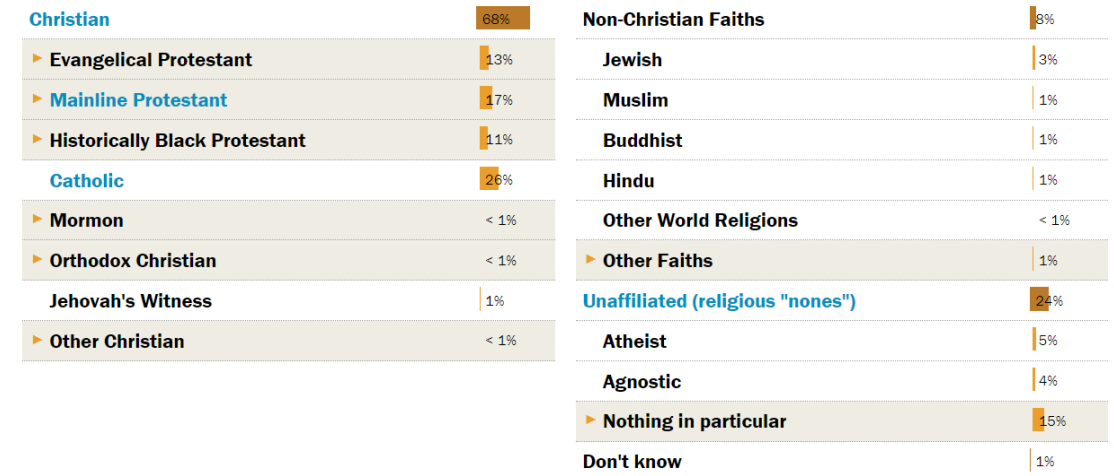 Christian 68%
Evangelical Protestant 13%
Mainline Protestant 17%
Historically Black Protestant 11%
Catholic 26%
Mormon < 1%
Orthodox Christian < 1%
Jehovah's Witness 1%
Other Christian < 1%
Non-Christian Faiths 8%
Jewish 3%
Muslim 1%
Buddhist 1%
Hindu 1%
Other World Religions < 1%
Other Faiths 1%
Unaffiliated (religious "nones") 24%
Atheist 5%
Agnostic 4%
Nothing in particular 15%
Don't know 1%